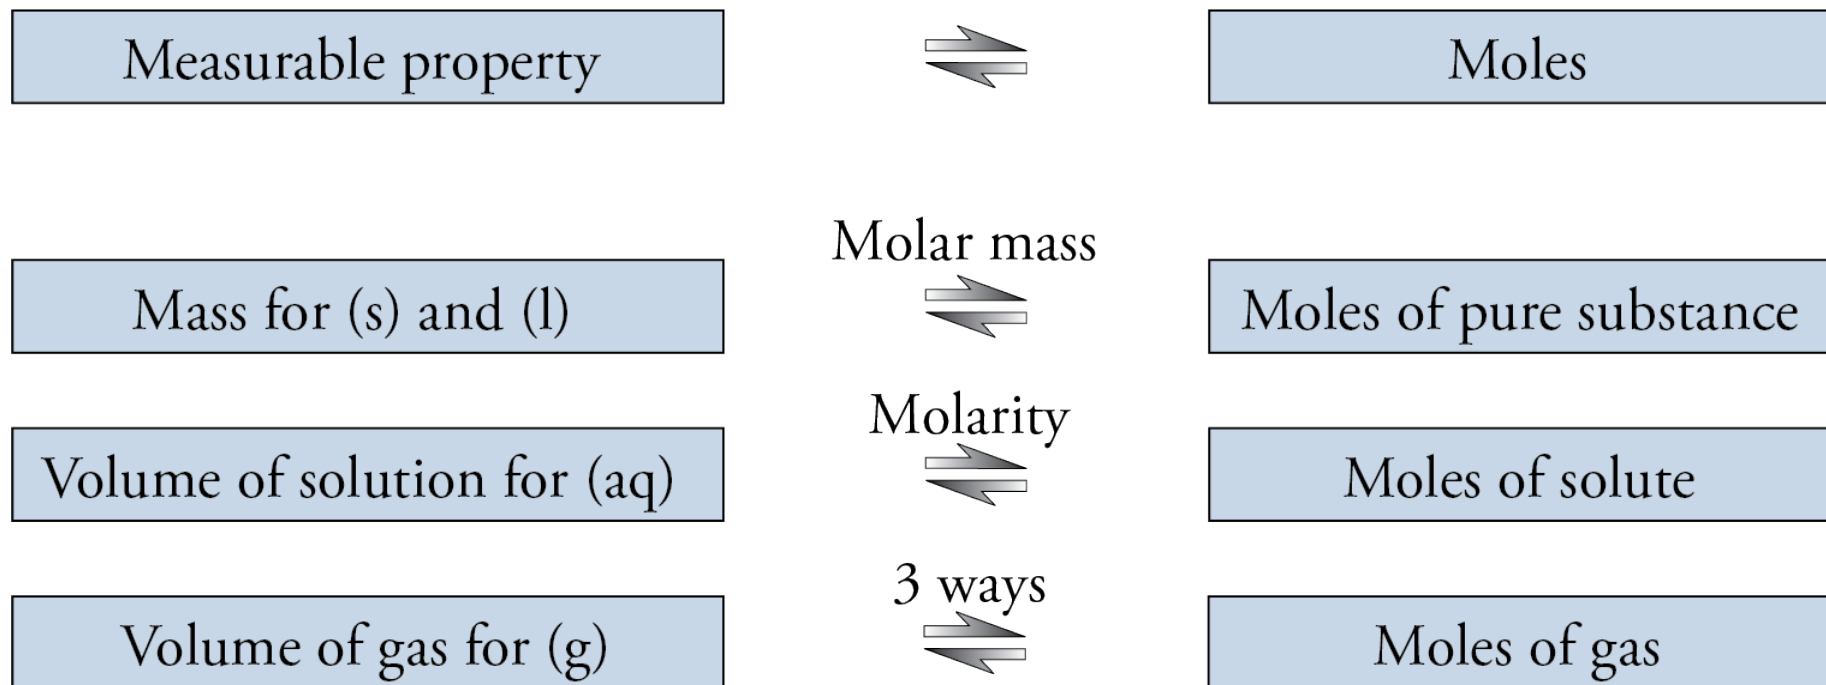 Measurable property
Moles
Molar mass
Mass for (s) and (l)
Moles of pure substance
Molarity
Volume of solution for (aq)
Moles of solute
3 ways
Volume of gas for (g)
Moles of gas